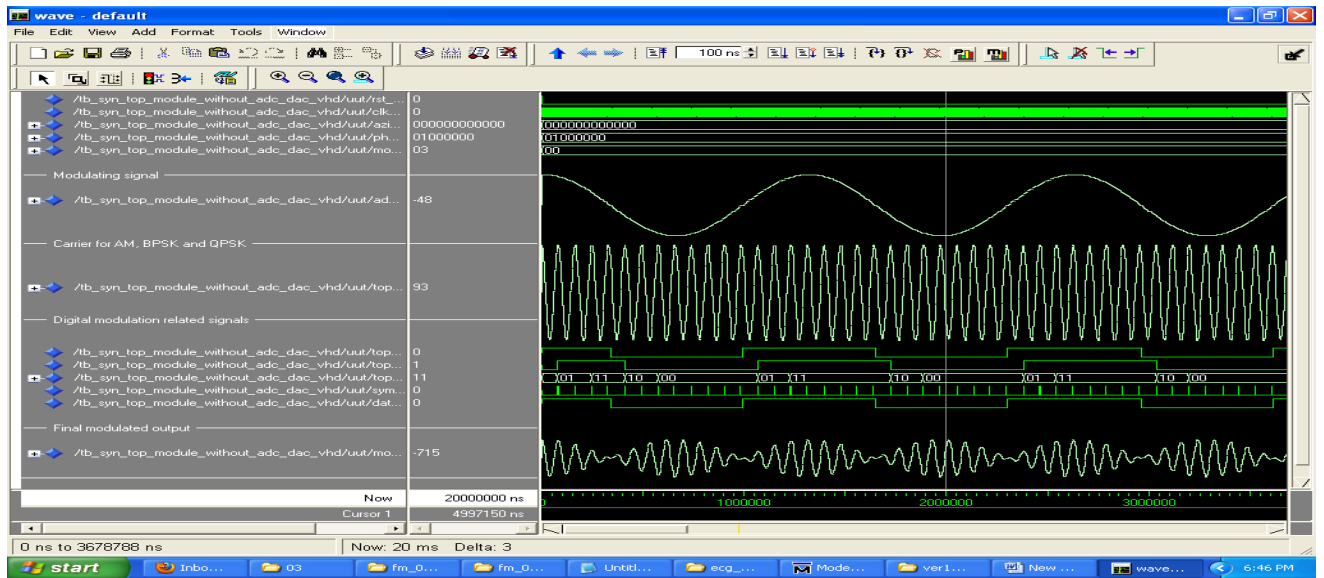 wave - default
File Edit View Add Format Tools Window
100 ns
/tb_syn_top_module_without_adc_dac_vhd/uut/rst_... 0
/tb_syn_top_module_without_adc_dac_vhd/uut/clk... 0
/tb_syn_top_module_without_adc_dac_vhd/uut/azi... 000000000000 000000000000
/tb_syn_top_module_without_adc_dac_vhd/uut/ph... 01000000 01000000
/tb_syn_top_module_without_adc_dac_vhd/uut/mo... 03 00
Modulating signal
/tb_syn_top_module_without_adc_dac_vhd/uut/ad... -48
Carrier for AM, BPSK and QPSK
/tb_syn_top_module_without_adc_dac_vhd/uut/top... 93
Digital modulation related signals
/tb_syn_top_module_without_adc_dac_vhd/uut/top... 0
/tb_syn_top_module_without_adc_dac_vhd/uut/top... 1
/tb_syn_top_module_without_adc_dac_vhd/uut/top... 11 01 11 10 00 01 11 10 00 01 11 10 00
/tb_syn_top_module_without_adc_dac_vhd/uut/sym... 0
/tb_syn_top_module_without_adc_dac_vhd/uut/dat... 0
Final modulated output
/tb_syn_top_module_without_adc_dac_vhd/uut/mo... -715
Now 20000000 ns 1000000 2000000 3000000
Cursor 1 4997150 ns
0 ns to 3678788 ns Now: 20 ms Delta: 3
start Inbo... 03 fm_0... fm_0... Untitl... ecg_... Mode... ver1... New ... wave... 6:46 PM